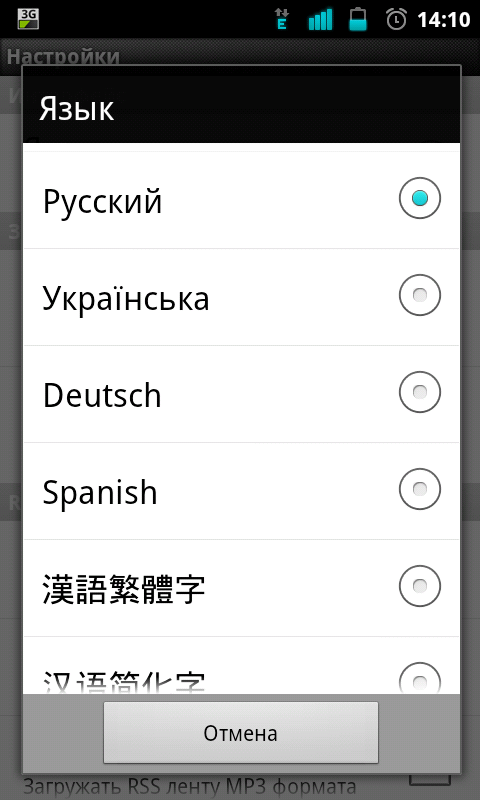 3G
E
14:10
Настройки
Язык
Русский
Українська
Deutsch
Spanish
漢語繁體字
汉语简化字
Отмена
Загружать RSS ленту MP3 формата